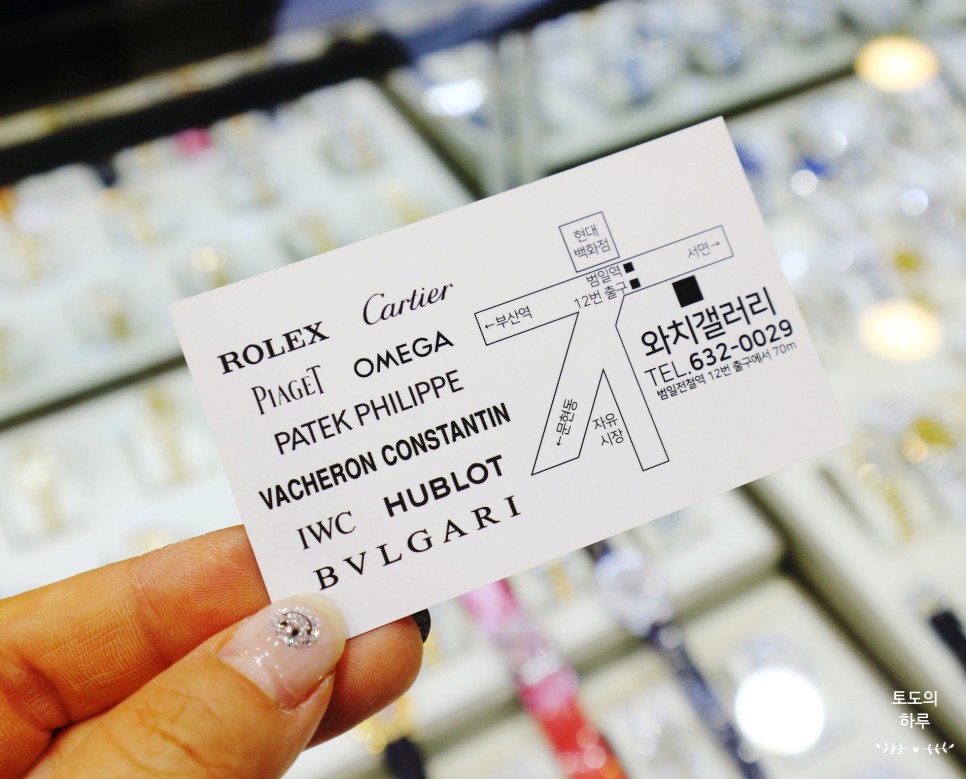 ROLEX
Cartier
PIAGET
OMEGA
PATEK PHILIPPE
VACHERON CONSTANTIN
IWC
HUBLOT
BVLGARI
현대
백화점
서면→
범일역
12번 출구
←부산역
←문현동
자유
시장
와치갤러리
TEL.632-0029
범일전철역 12번 출구에서 70m
토도의
하루